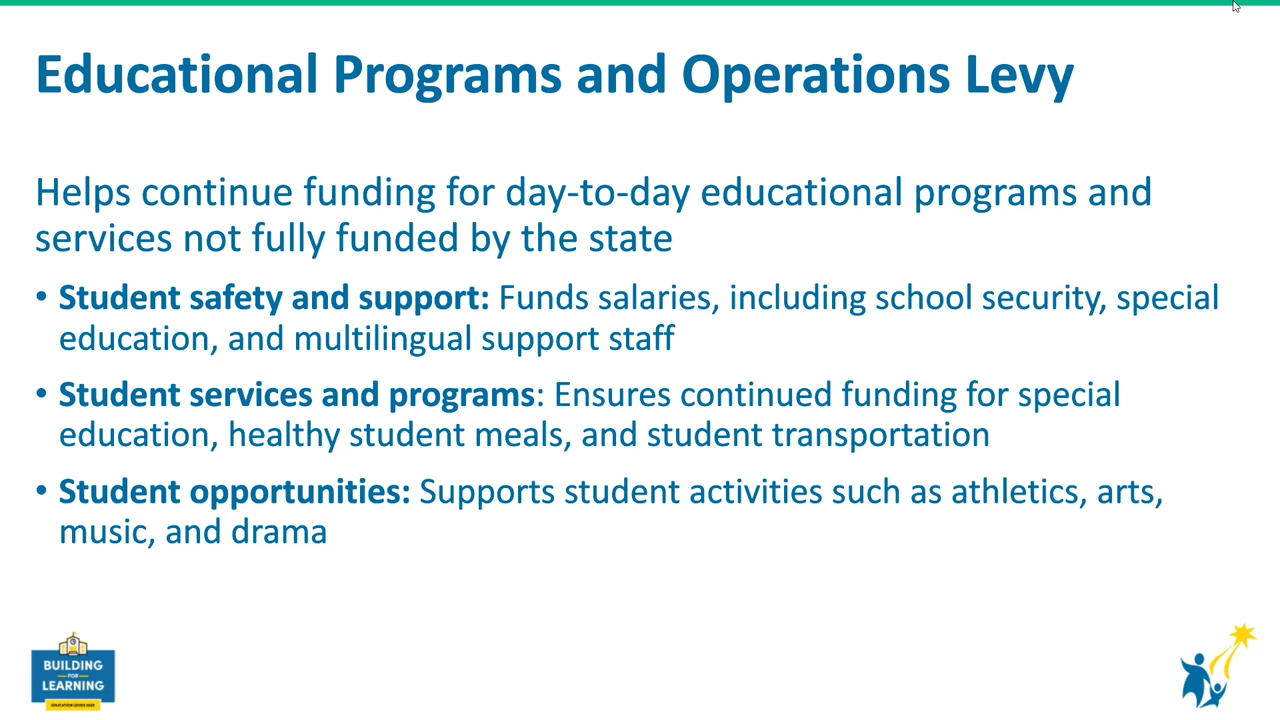 Educational Programs and Operations Levy
Helps continue funding for day-to-day educational programs and
services not fully funded by the state
• Student safety and support: Funds salaries, including school security, special
education, and multilingual support staff
• Student services and programs: Ensures continued funding for special
education, healthy student meals, and student transportation
• Student opportunities: Supports student activities such as athletics, arts,
music, and drama
BUILDING
FOR
LEARNING